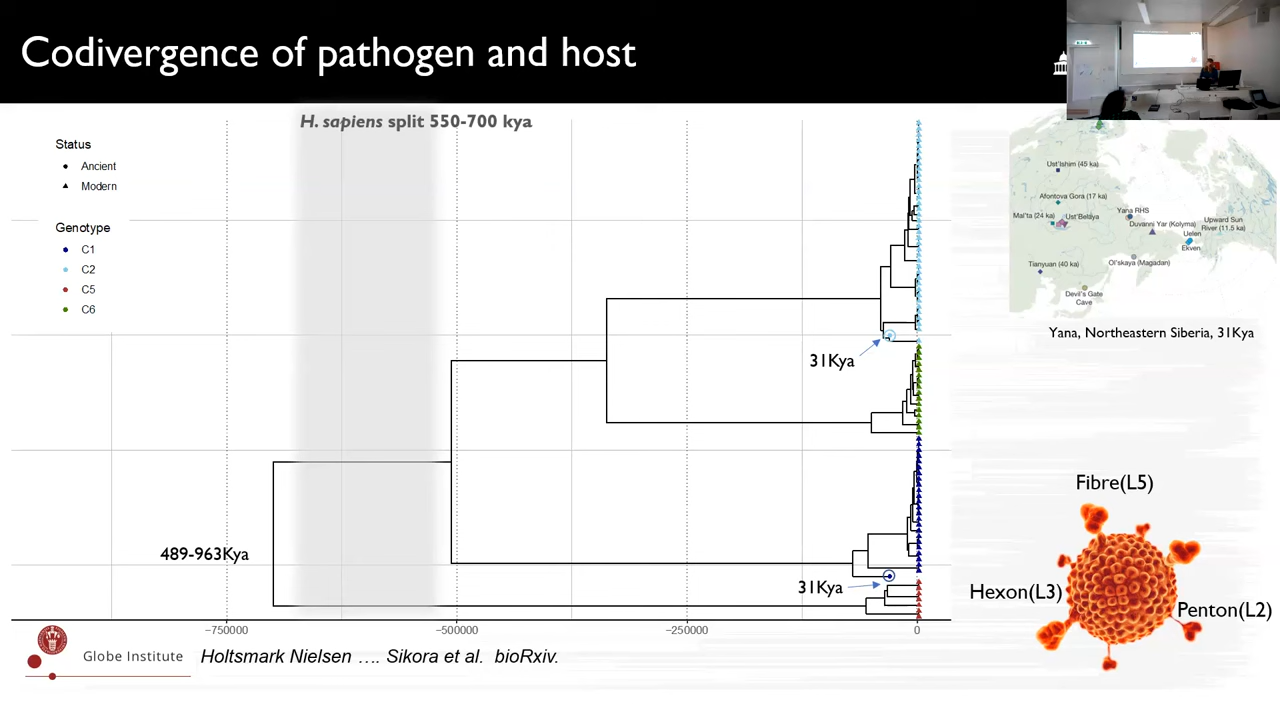 Codivergence of pathogen and host
H. sapiens split 550-700 kya
Status
Ancient
Modern
Genotype
C1
C2
C5
C6
489-963Kya
31Kya
31Kya
−750000
−500000
−250000
0
Ust'Ishim (45 ka)
Afontova Gora (17 ka)
Mal'ta (24 ka)
Ust'Belaya
Yana RHS
Duvanni Yar (Kolyma)
Upward Sun
River (11.5 ka)
Uelen
Ekven
Tianyuan (40 ka)
Ol'skaya (Magadan)
Devil's Gate
Cave
Yana, Northeastern Siberia, 31Kya
Fibre(L5)
Hexon(L3)
Penton(L2)
Globe Institute
Holtsmark Nielsen .... Sikora et al. bioRxiv.